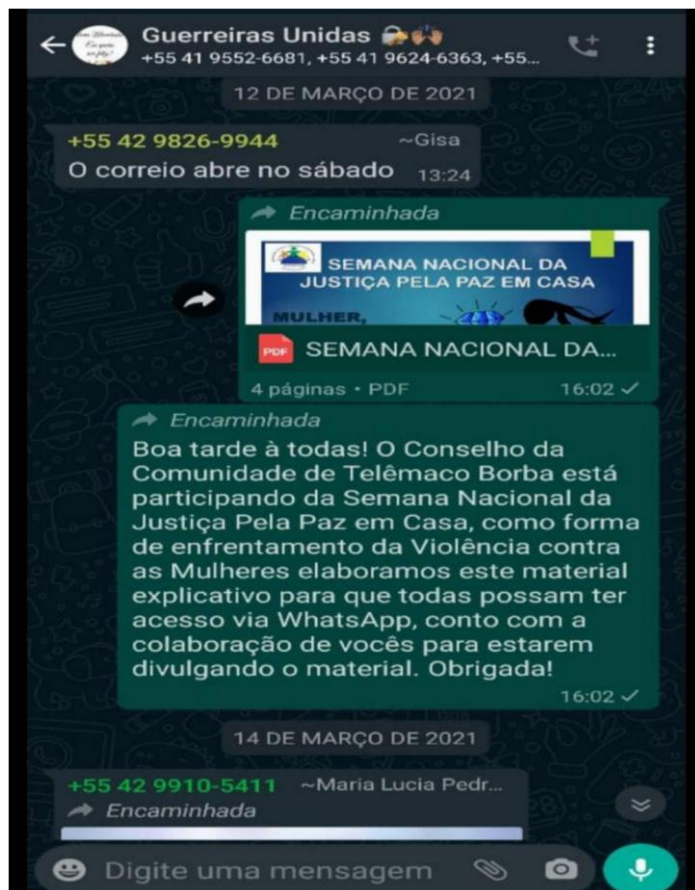 Guerreiras Unidas 🔐🙌🏽
+55 41 9552-6681, +55 41 9624-6363, +55...
12 DE MARÇO DE 2021
+55 42 9826-9944 ~Gisa
O correio abre no sábado 13:24
Encaminhada
SEMANA NACIONAL DA
JUSTIÇA PELA PAZ EM CASA
MULHER,
PDF SEMANA NACIONAL DA...
4 páginas • PDF 16:02
Encaminhada
Boa tarde à todas! O Conselho da
Comunidade de Telêmaco Borba está
participando da Semana Nacional da
Justiça Pela Paz em Casa, como forma
de enfrentamento da Violência contra
as Mulheres elaboramos este material
explicativo para que todas possam ter
acesso via WhatsApp, conto com a
colaboração de vocês para estarem
divulgando o material. Obrigada!
16:02
14 DE MARÇO DE 2021
+55 42 9910-5411 ~Maria Lucia Pedr...
Encaminhada
Digite uma mensagem